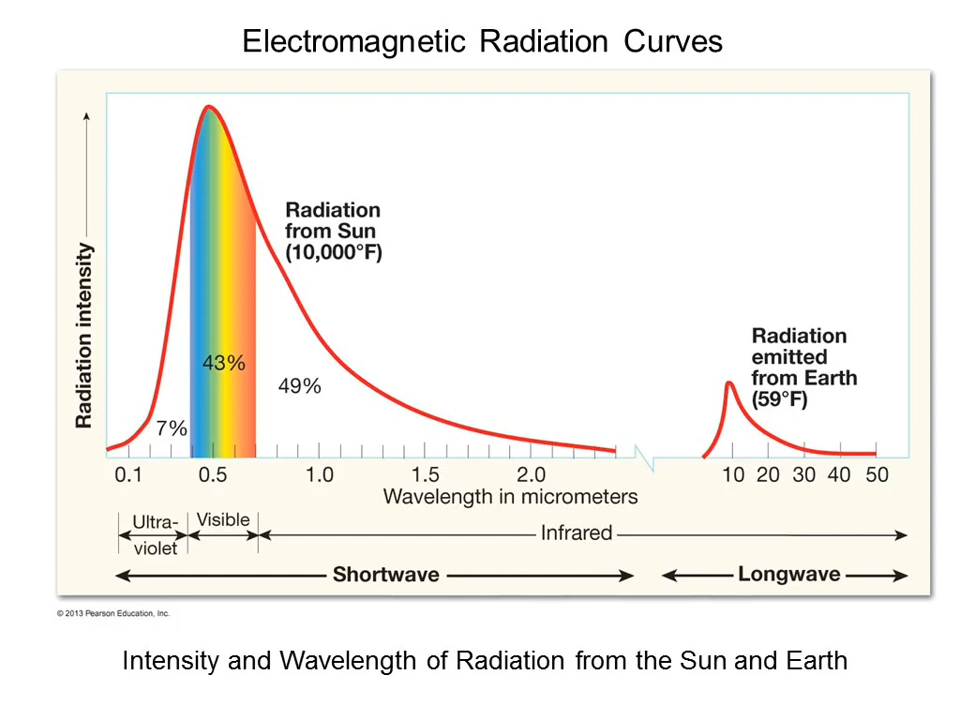 Electromagnetic Radiation Curves
Radiation intensity
Radiation
from Sun
(10,000°F)
43%
49%
7%
Radiation
emitted
from Earth
(59°F)
0.1 0.5 1.0 1.5 2.0 10 20 30 40 50
Wavelength in micrometers
Ultra-
violet
Visible
Infrared
Shortwave
Longwave
© 2013 Pearson Education, Inc.
Intensity and Wavelength of Radiation from the Sun and Earth